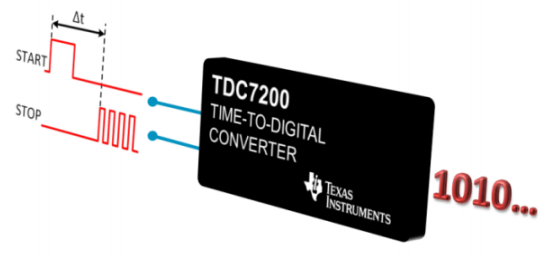 Δt
START
STOP
TDC7200
TIME-TO-DIGITAL
CONVERTER
TEXAS
INSTRUMENTS
1010...